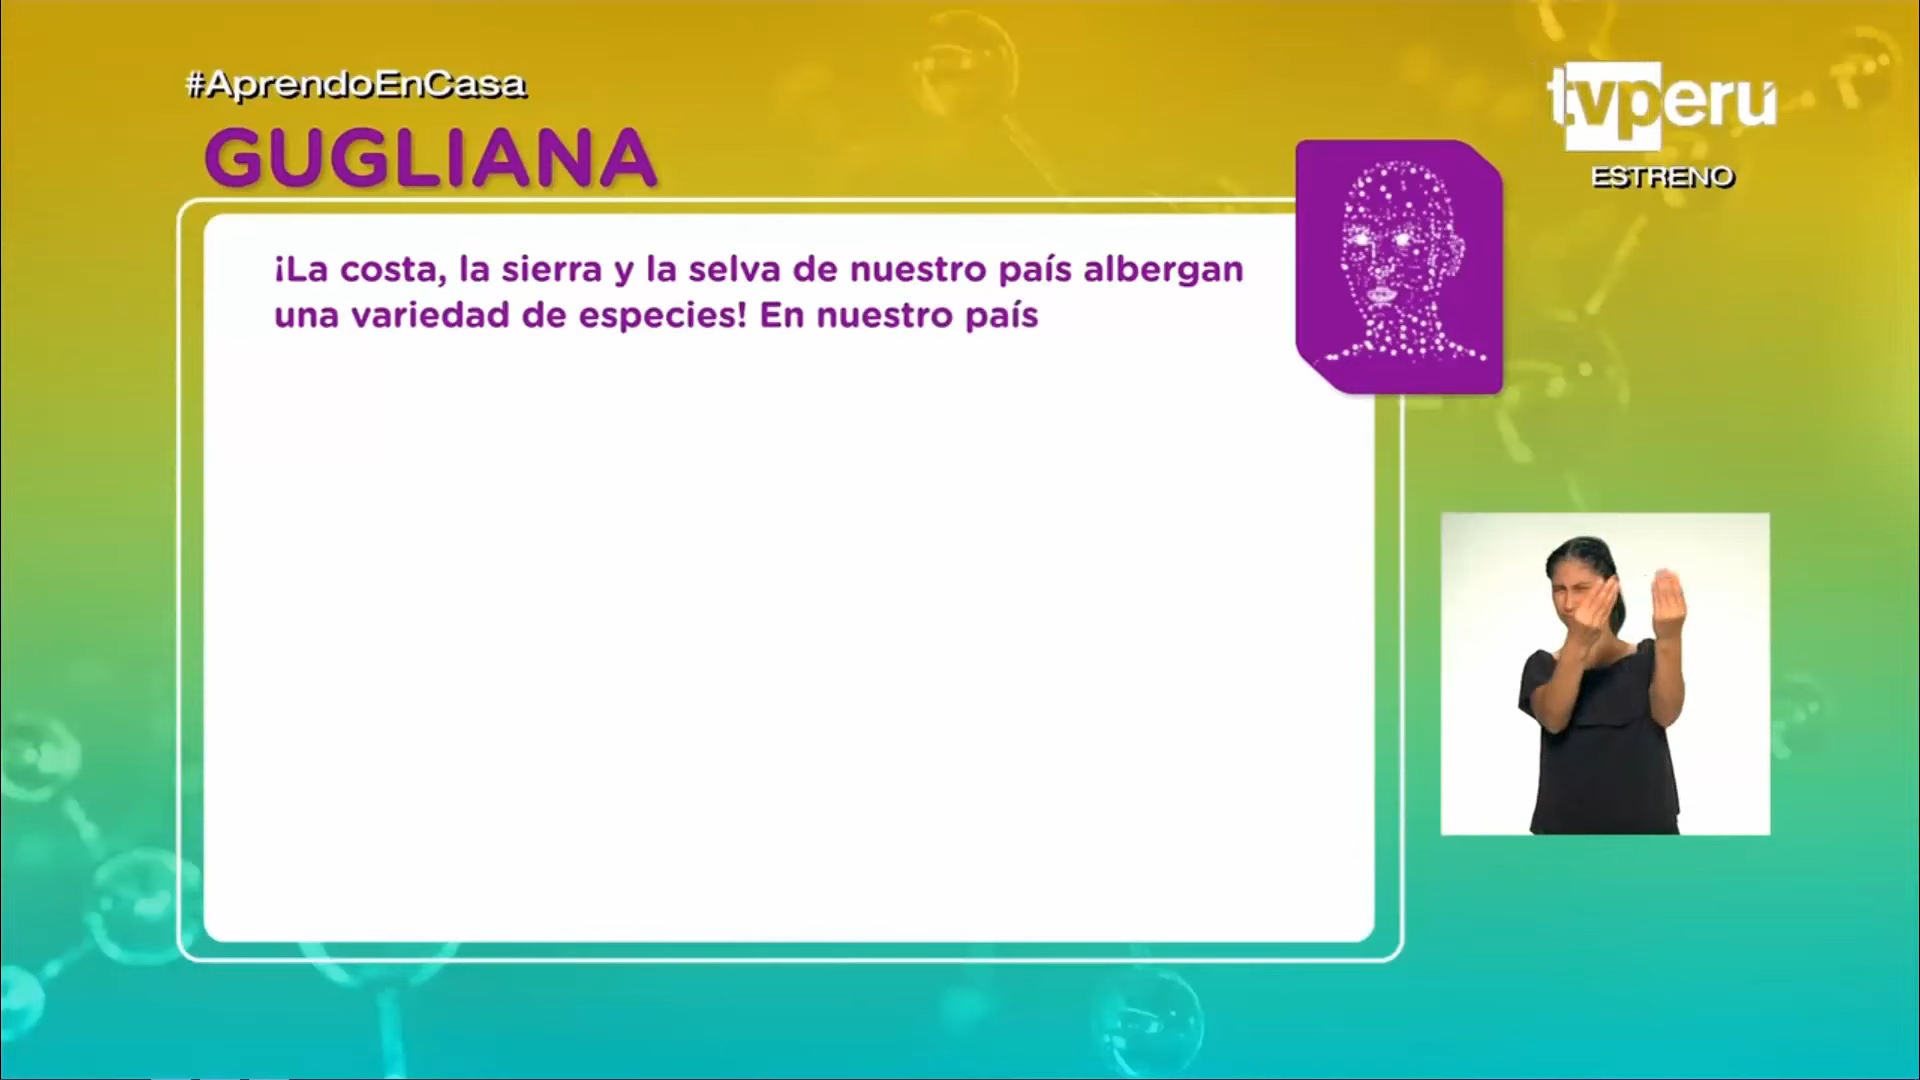 #AprendoEnCasa
tvperu
GUGLIANA
ESTRENO
¡La costa, la sierra y la selva de nuestro país albergan
una variedad de especies! En nuestro país